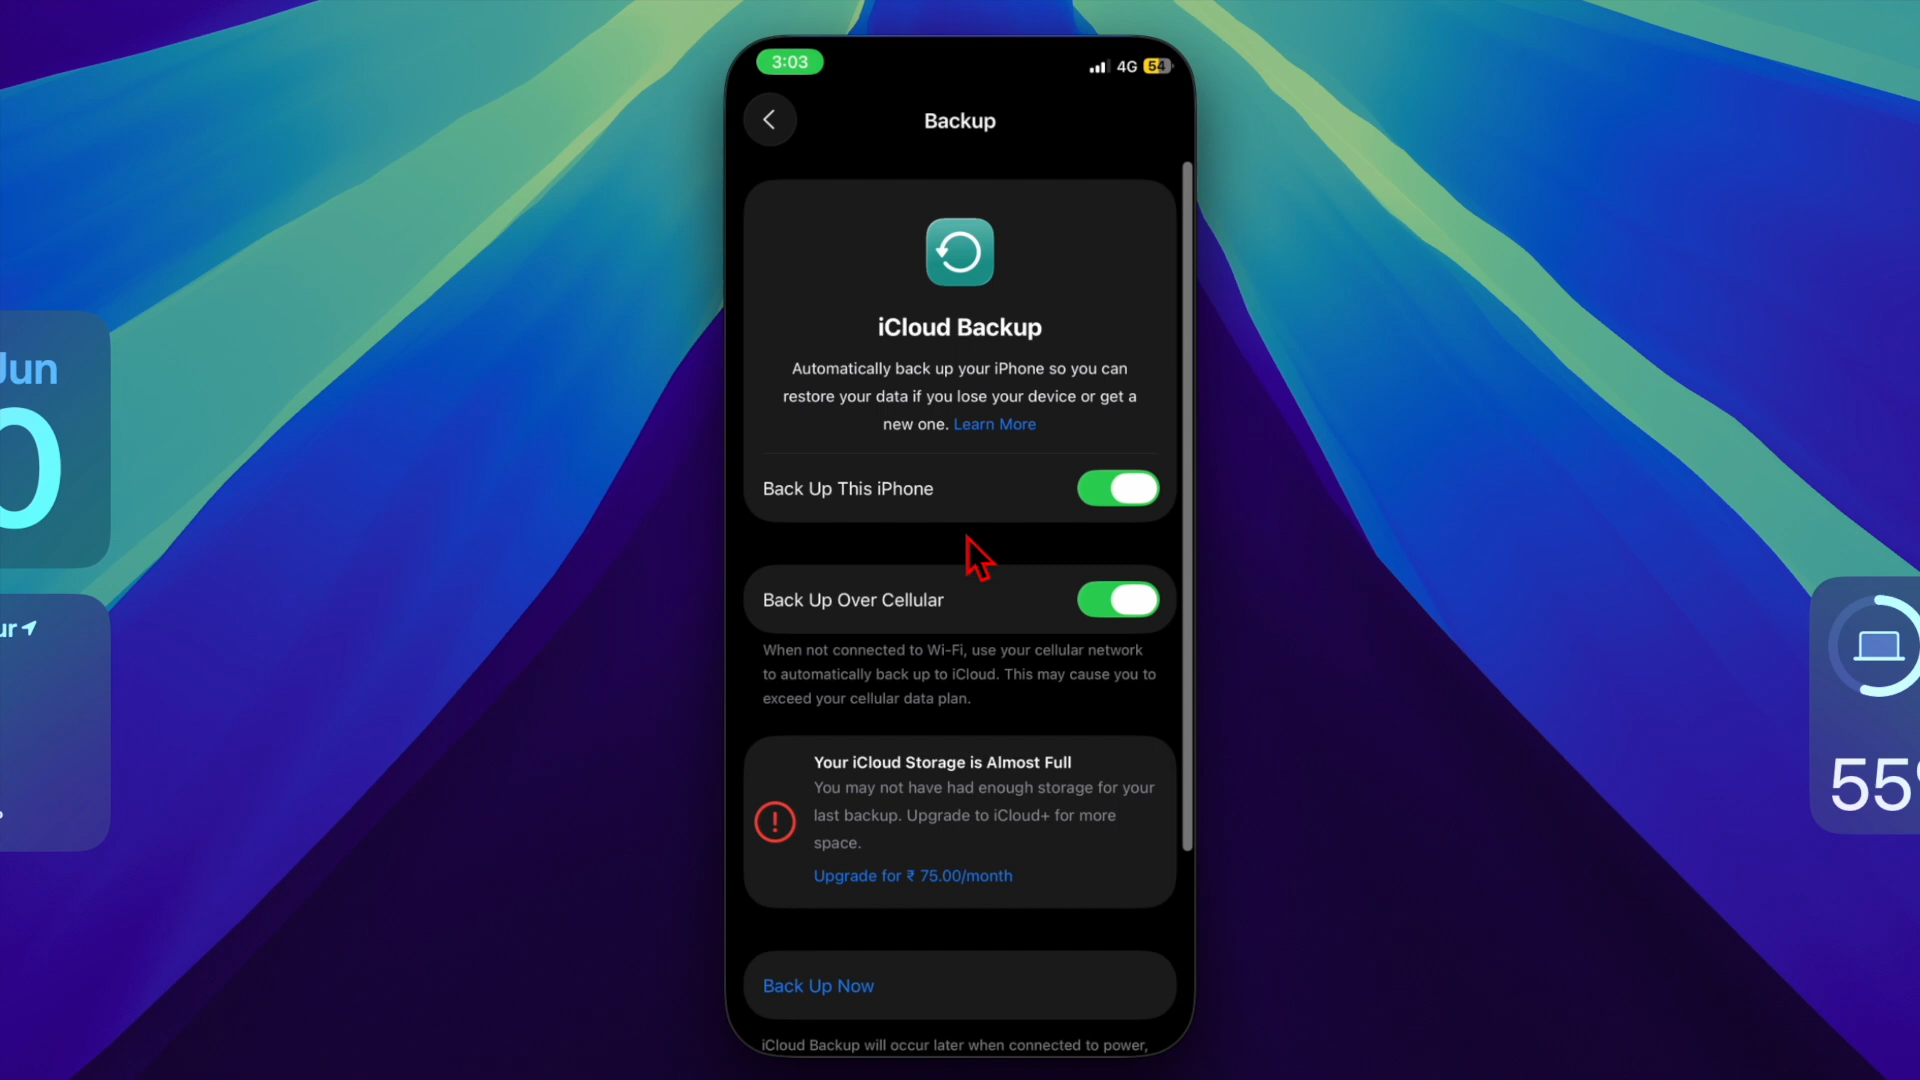 3:03
4G 54
Backup
iCloud Backup
Automatically back up your iPhone so you can
restore your data if you lose your device or get a
new one. Learn More
Back Up This iPhone
Back Up Over Cellular
When not connected to Wi-Fi, use your cellular network
to automatically back up to iCloud. This may cause you to
exceed your cellular data plan.
Your iCloud Storage is Almost Full
You may not have had enough storage for your
last backup. Upgrade to iCloud+ for more
space.
Upgrade for ₹ 75.00/month
Back Up Now
iCloud Backup will occur later when connected to power,
Jun
0
ur
55